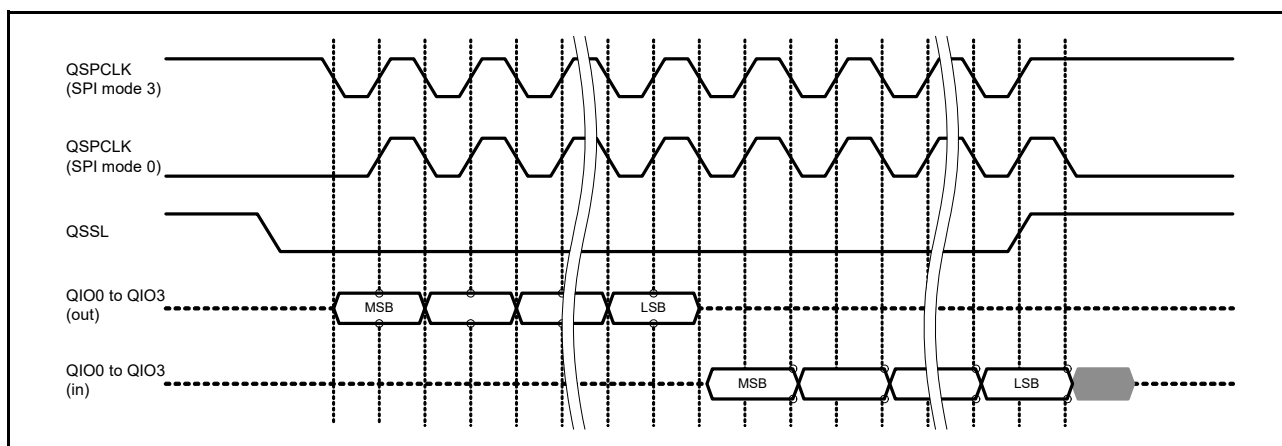 QSPCLK
(SPI mode 3)
QSPCLK
(SPI mode 0)
QSSL
QIO0 to QIO3
(out)
MSB
LSB
QIO0 to QIO3
(in)
MSB
LSB